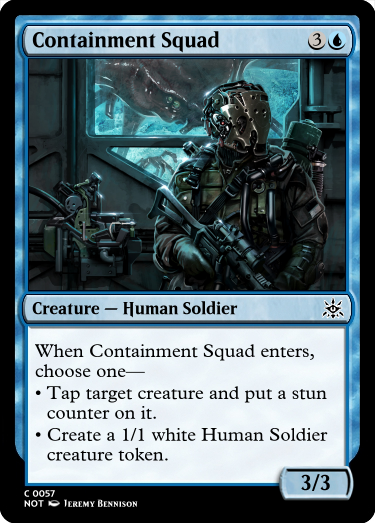 Containment Squad 3
Creature — Human Soldier
When Containment Squad enters,
choose one—
• Tap target creature and put a stun
counter on it.
• Create a 1/1 white Human Soldier
creature token.
3/3
C 0057
NOT Jeremy Bennison